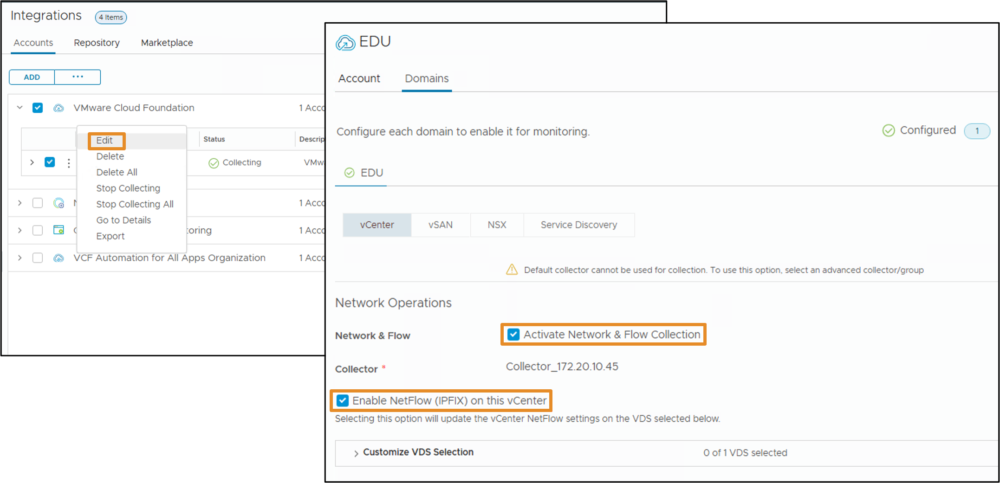 Integrations 4 Items
Accounts Repository Marketplace
ADD ...
VMware Cloud Foundation 1 Acco
Status Descrip
Edit
Delete
Collecting VMwa
Delete All
Stop Collecting
Stop Collecting All
1 Acco
Go to Details
toring 1 Acco
Export
VCF Automation for All Apps Organization 1 Acco
EDU
Account Domains
Configure each domain to enable it for monitoring. Configured 1
EDU
vCenter vSAN NSX Service Discovery
Default collector cannot be used for collection. To use this option, select an advanced collector/group
Network Operations
Network & Flow Activate Network & Flow Collection
Collector * Collector_172.20.10.45
Enable NetFlow (IPFIX) on this vCenter
Selecting this option will update the vCenter NetFlow settings on the VDS selected below.
Customize VDS Selection 0 of 1 VDS selected